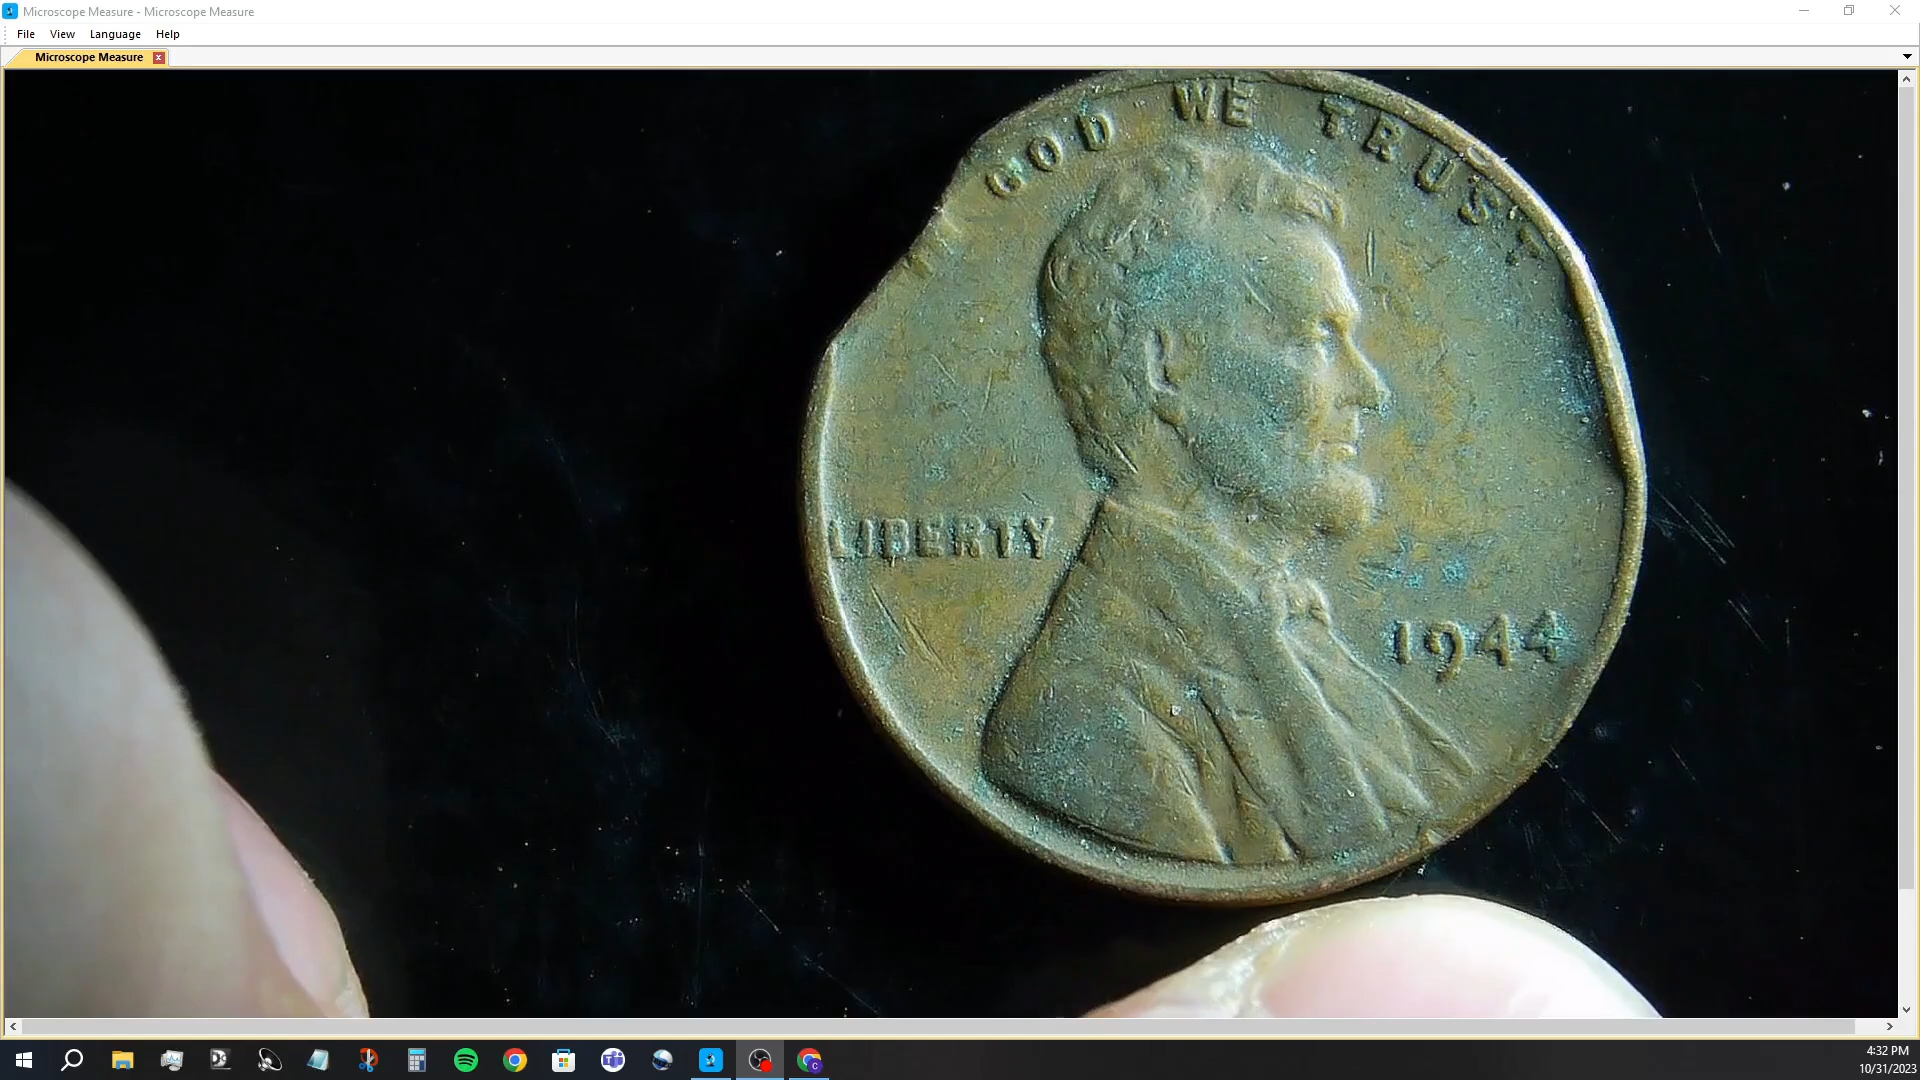 Microscope Measure - Microscope Measure
File View Language Help
Microscope Measure
GOD WE TRUST
LIBERTY
1944
4:32 PM
10/31/2023